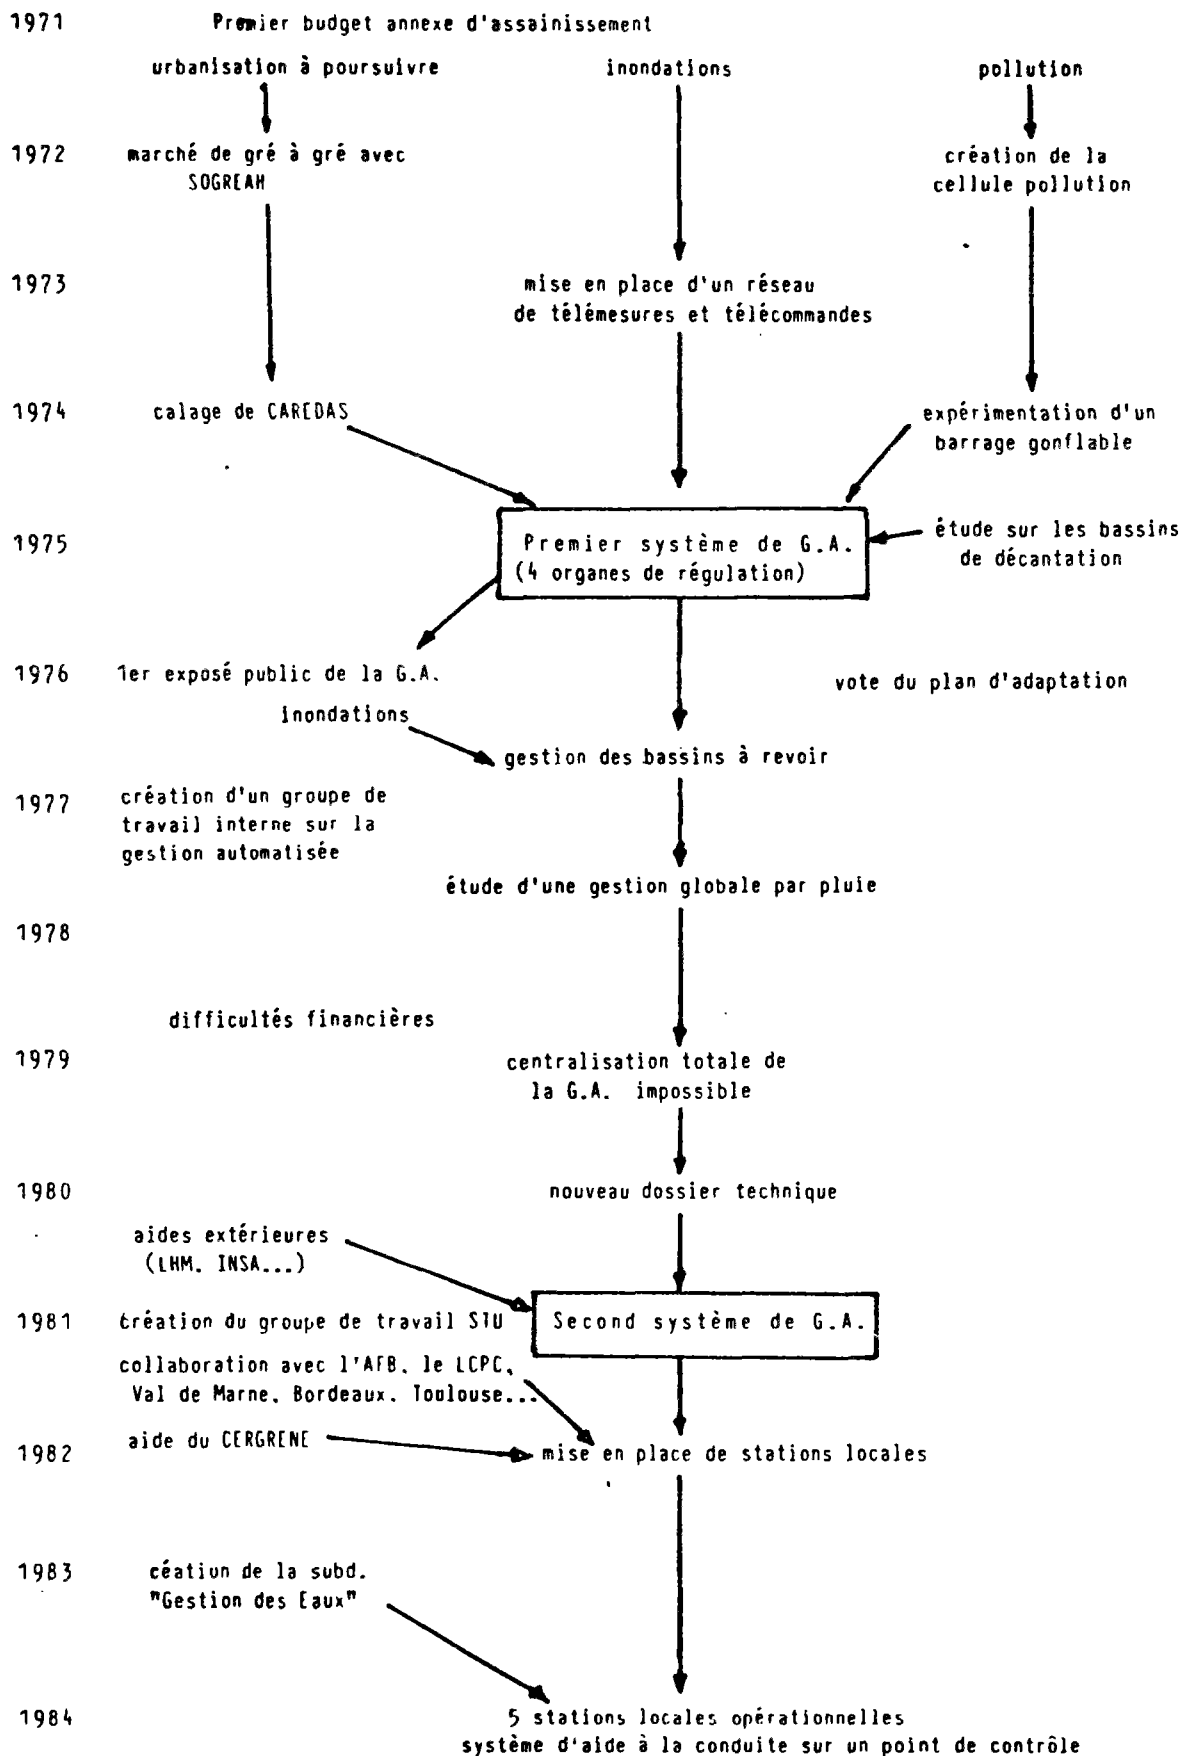 1971 Premier budget annexe d'assainissement
urbanisation à poursuivre inondations pollution
1972 marché de gré à gré avec création de la
SOGREAH cellule pollution
1973 mise en place d'un réseau
de télémesures et télécommandes
1974 calage de CAREDAS expérimentation d'un
barrage gonflable
1975 Premier système de G.A. étude sur les bassins
(4 organes de régulation) de décantation
1976 1er exposé public de la G.A. vote du plan d'adaptation
inondations
gestion des bassins à revoir
1977 création d'un groupe de
travail interne sur la
gestion automatisée
étude d'une gestion globale par pluie
1978
difficultés financières
1979 centralisation totale de
la G.A. impossible
1980 nouveau dossier technique
aides extérieures
(LHM. INSA...)
1981 création du groupe de travail STU Second système de G.A.
collaboration avec l'AFB. le LCPC.
Val de Marne. Bordeaux. Toulouse...
1982 aide du CERGRENE mise en place de stations locales
1983 céation de la subd.
"Gestion des Eaux"
1984 5 stations locales opérationnelles
système d'aide à la conduite sur un point de contrôle